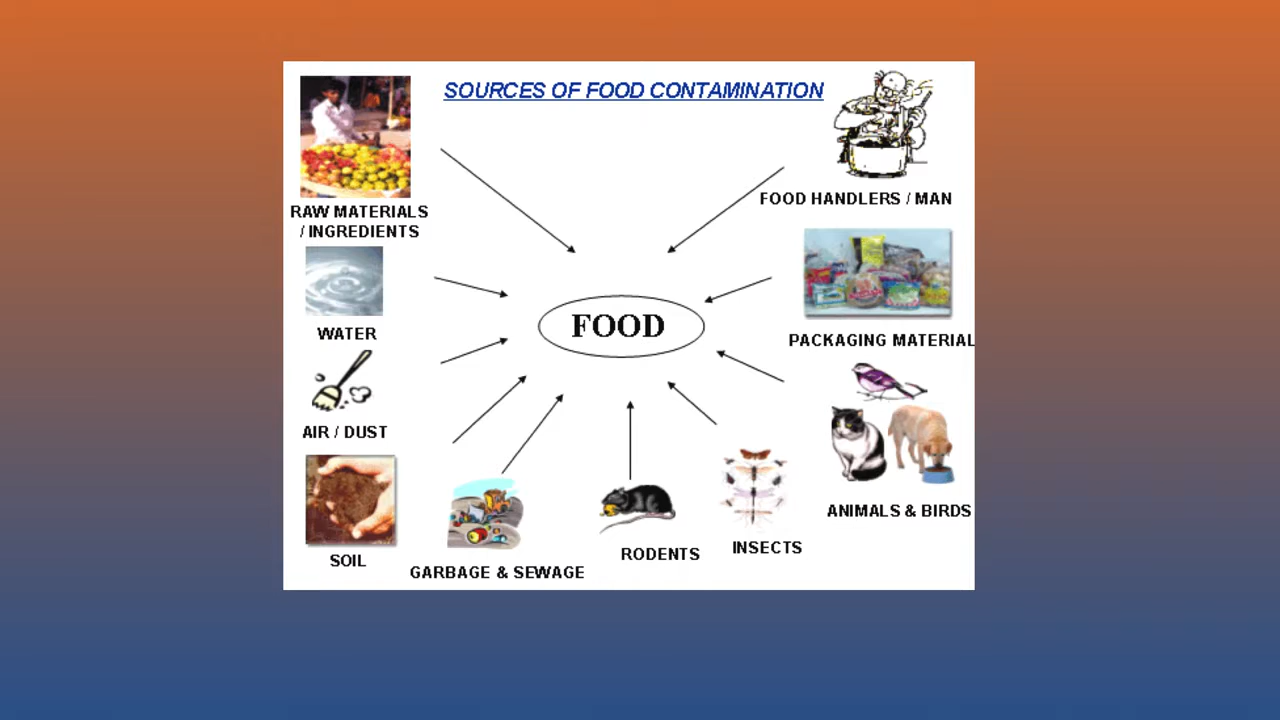 SOURCES OF FOOD CONTAMINATION
RAW MATERIALS
/ INGREDIENTS
FOOD HANDLERS / MAN
WATER
FOOD
PACKAGING MATERIAL
AIR / DUST
ANIMALS & BIRDS
SOIL
GARBAGE & SEWAGE
RODENTS
INSECTS